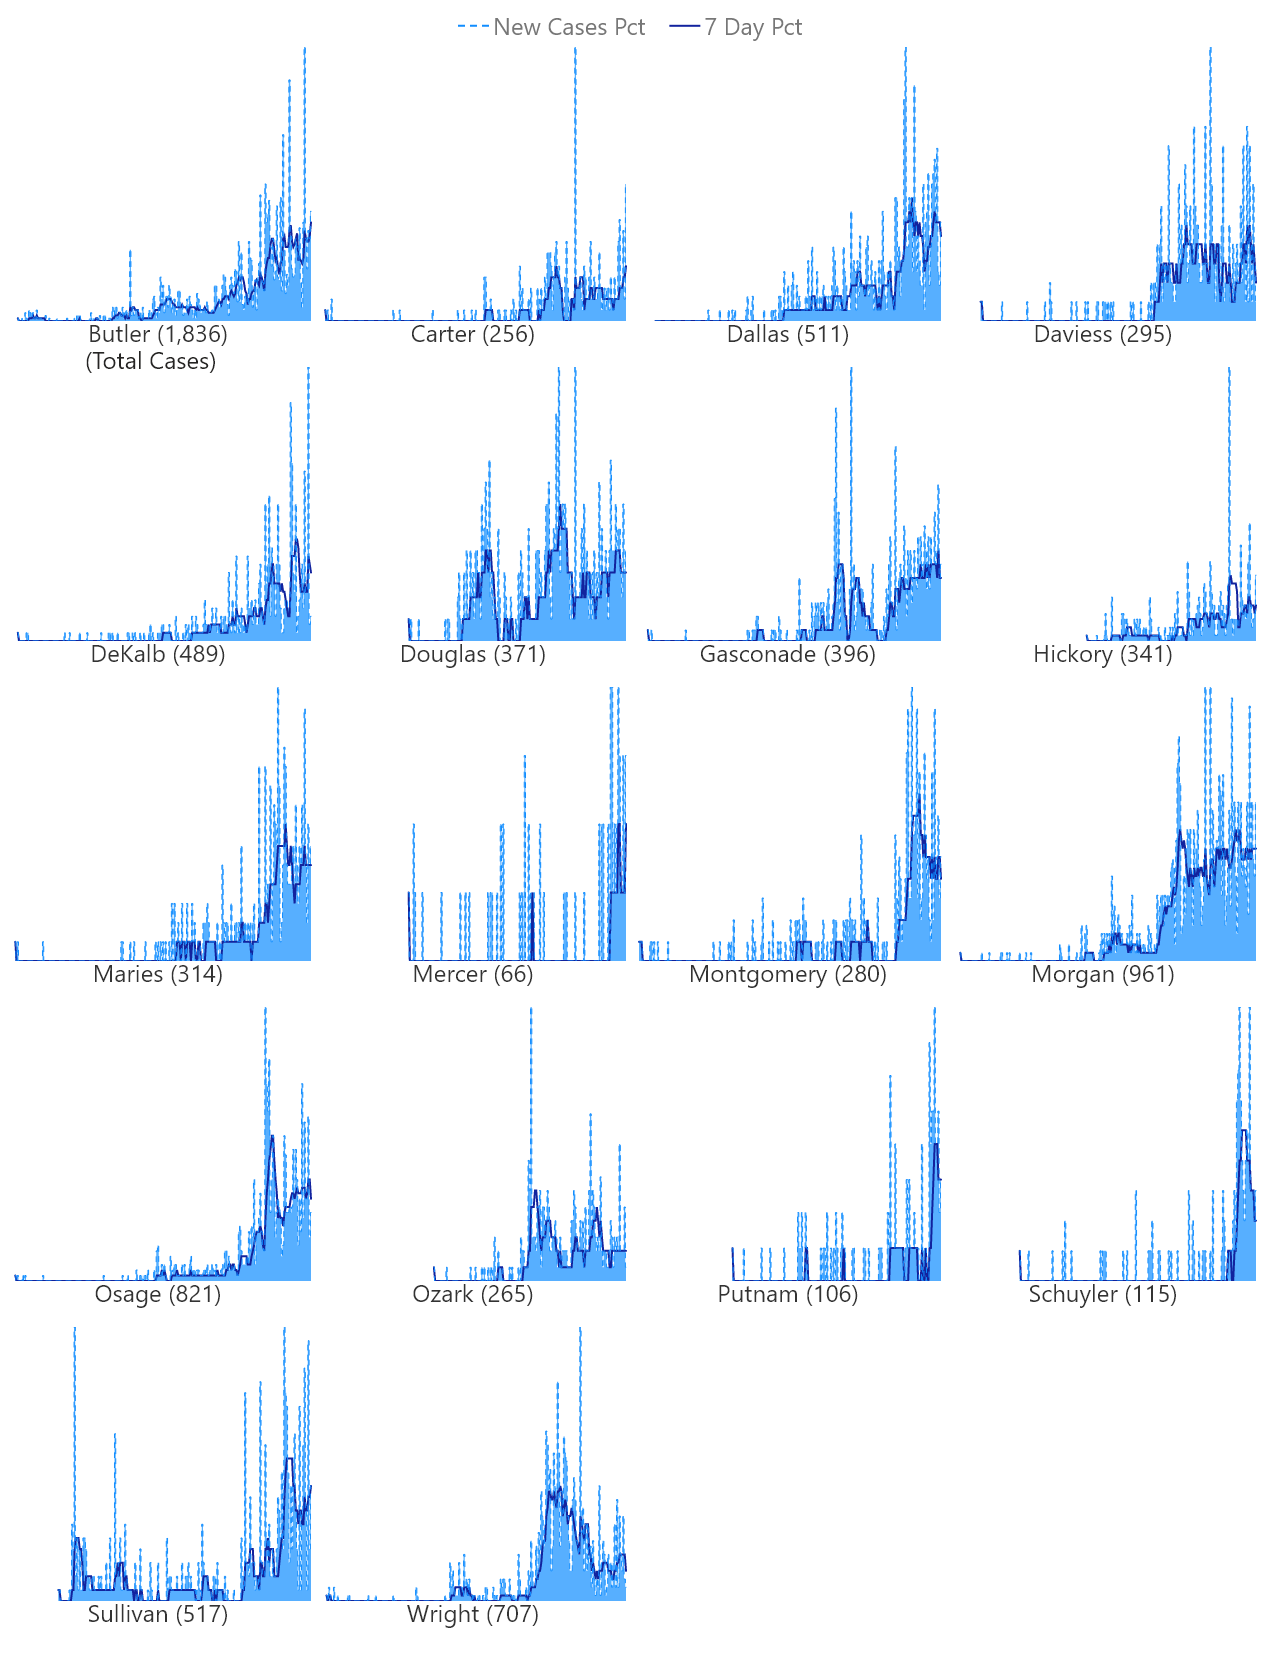 New Cases Pct 7 Day Pct
Butler (1,836) Carter (256) Dallas (511) Daviess (295)
(Total Cases)
DeKalb (489) Douglas (371) Gasconade (396) Hickory (341)
Maries (314) Mercer (66) Montgomery (280) Morgan (961)
Osage (821) Ozark (265) Putnam (106) Schuyler (115)
Sullivan (517) Wright (707)